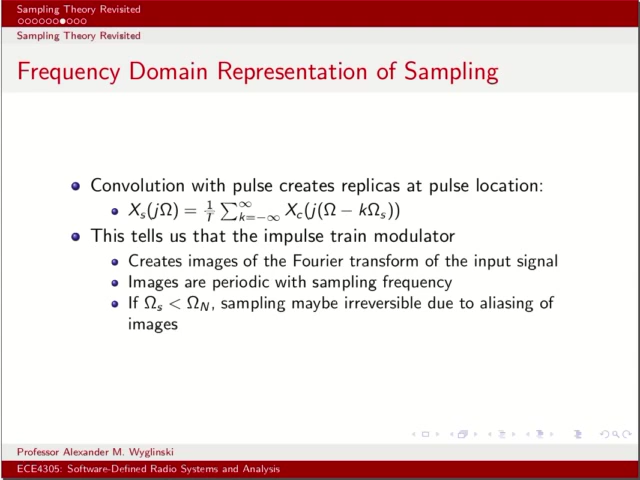 Sampling Theory Revisited
Sampling Theory Revisited
Frequency Domain Representation of Sampling
Convolution with pulse creates replicas at pulse location:
X_s(jΩ) = 1/T ∑_{k=−∞}^{∞} X_c(j(Ω − kΩ_s))
This tells us that the impulse train modulator
Creates images of the Fourier transform of the input signal
Images are periodic with sampling frequency
If Ω_s < Ω_N, sampling maybe irreversible due to aliasing of
images
Professor Alexander M. Wyglinski
ECE4305: Software-Defined Radio Systems and Analysis